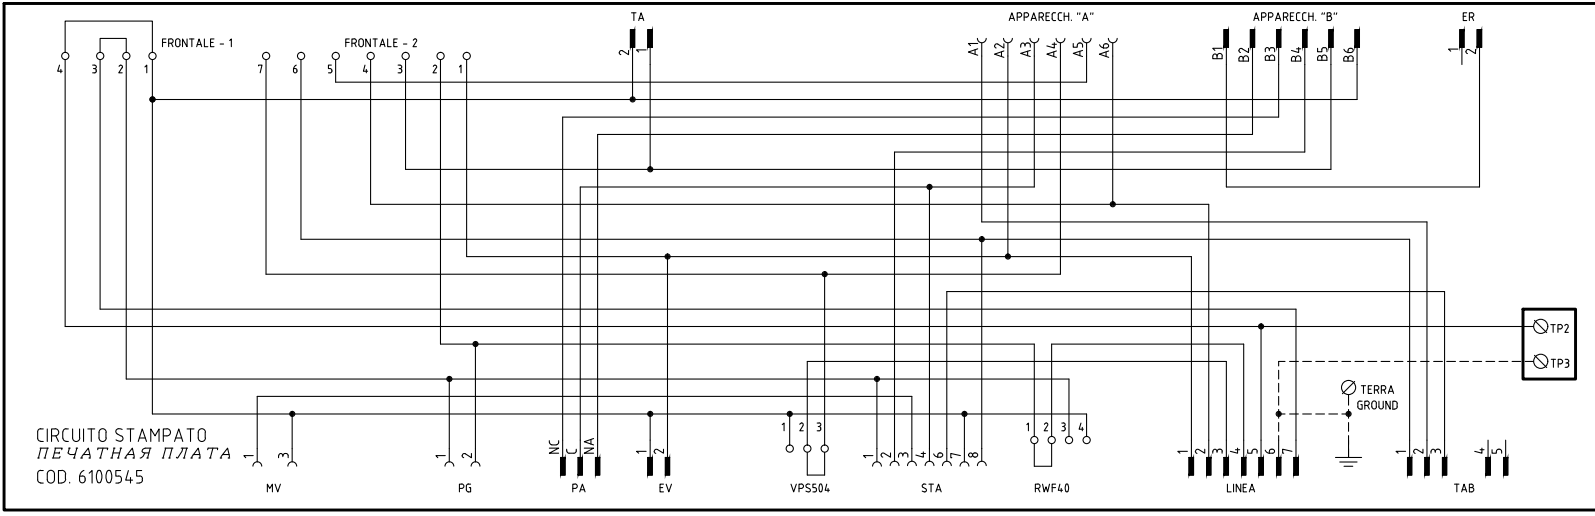 TA
APPARECCH. "A"
APPARECCH. "B"
ER
FRONTALE - 1
FRONTALE - 2
2 1
A1 A2 A3 A4 A5 A6
B1 B2 B3 B4 B5 B6
1 2
4 3 2 1
7 6 5 4 3 2 1
TP2
TP3
TERRA
GROUND
CIRCUITO STAMPATO
ПЕЧАТНАЯ ПЛАТА
COD. 6100545
1 3
1 2
NC C NA
1 2
1 2 3
1 2 3 4 6 7 5 8
1 2 3 4
1 2 3 4 5 6 7
1 2 3 4 5
MV
PG
PA
EV
VPS504
STA
RWF40
LINEA
TAB